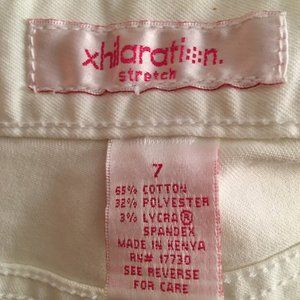 xhilaration.
stretch
7
65% COTTON
32% POLYESTER
3% LYCRA®
SPANDEX
MADE IN KENYA
RN# 17730
SEE REVERSE
FOR CARE